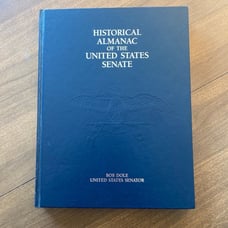 HISTORICAL
ALMANAC
OF THE
UNITED STATES
SENATE
BOB DOLE
UNITED STATES SENATOR